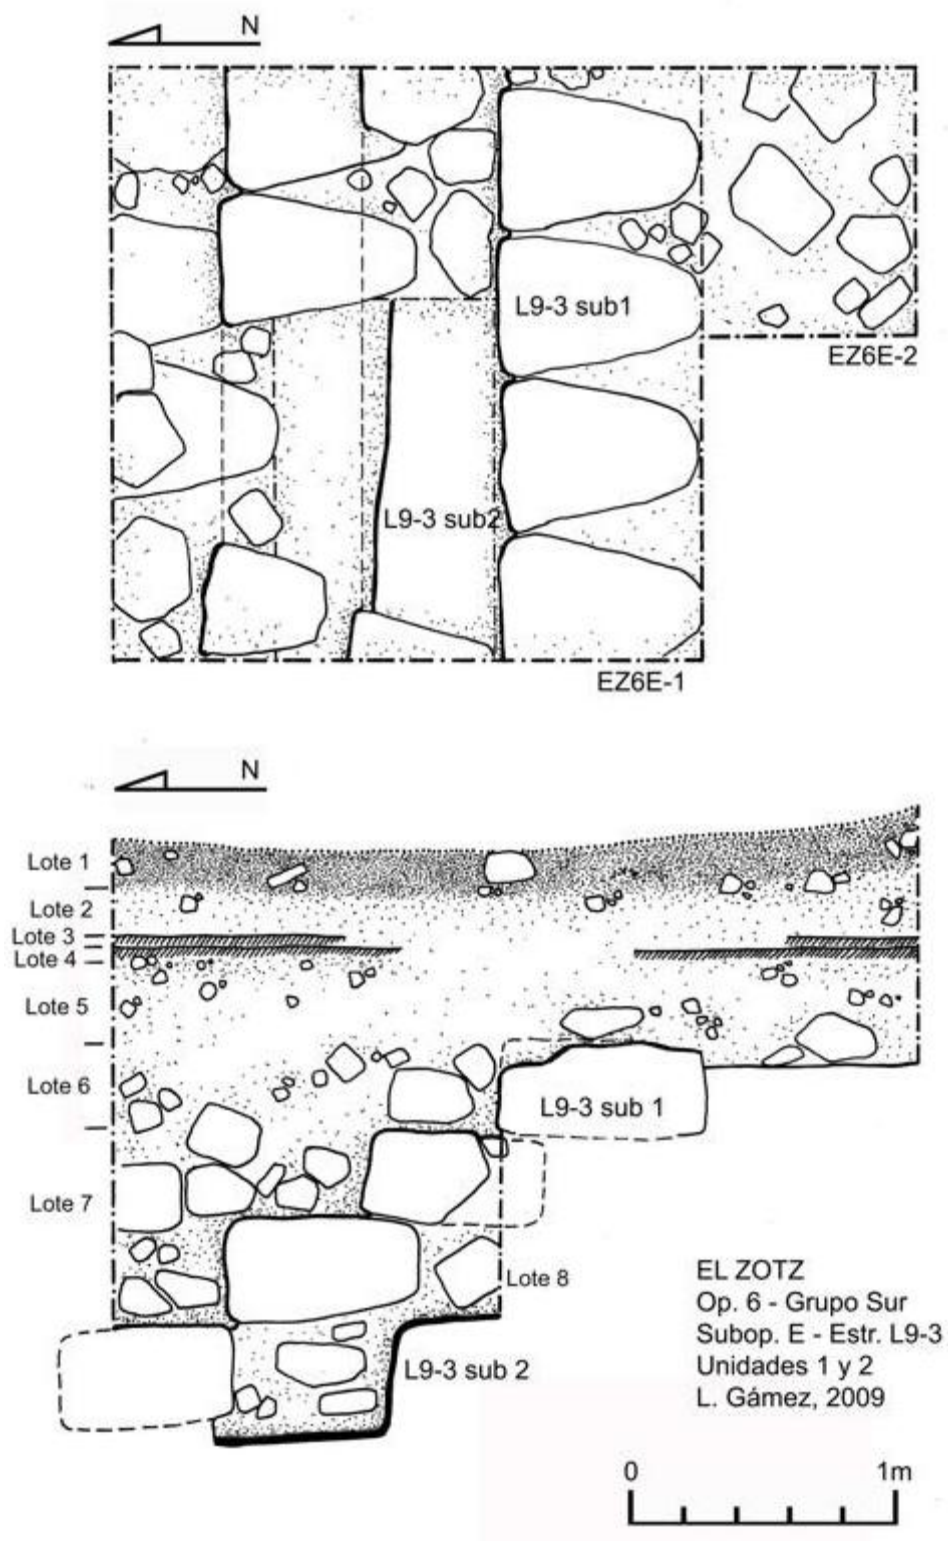 N
L9-3 sub1
EZ6E-2
L9-3 sub2
EZ6E-1
N
Lote 1
Lote 2
Lote 3
Lote 4
Lote 5
Lote 6
L9-3 sub 1
Lote 7
Lote 8
L9-3 sub 2
EL ZOTZ
Op. 6 - Grupo Sur
Subop. E - Estr. L9-3
Unidades 1 y 2
L. Gámez, 2009
0 1m